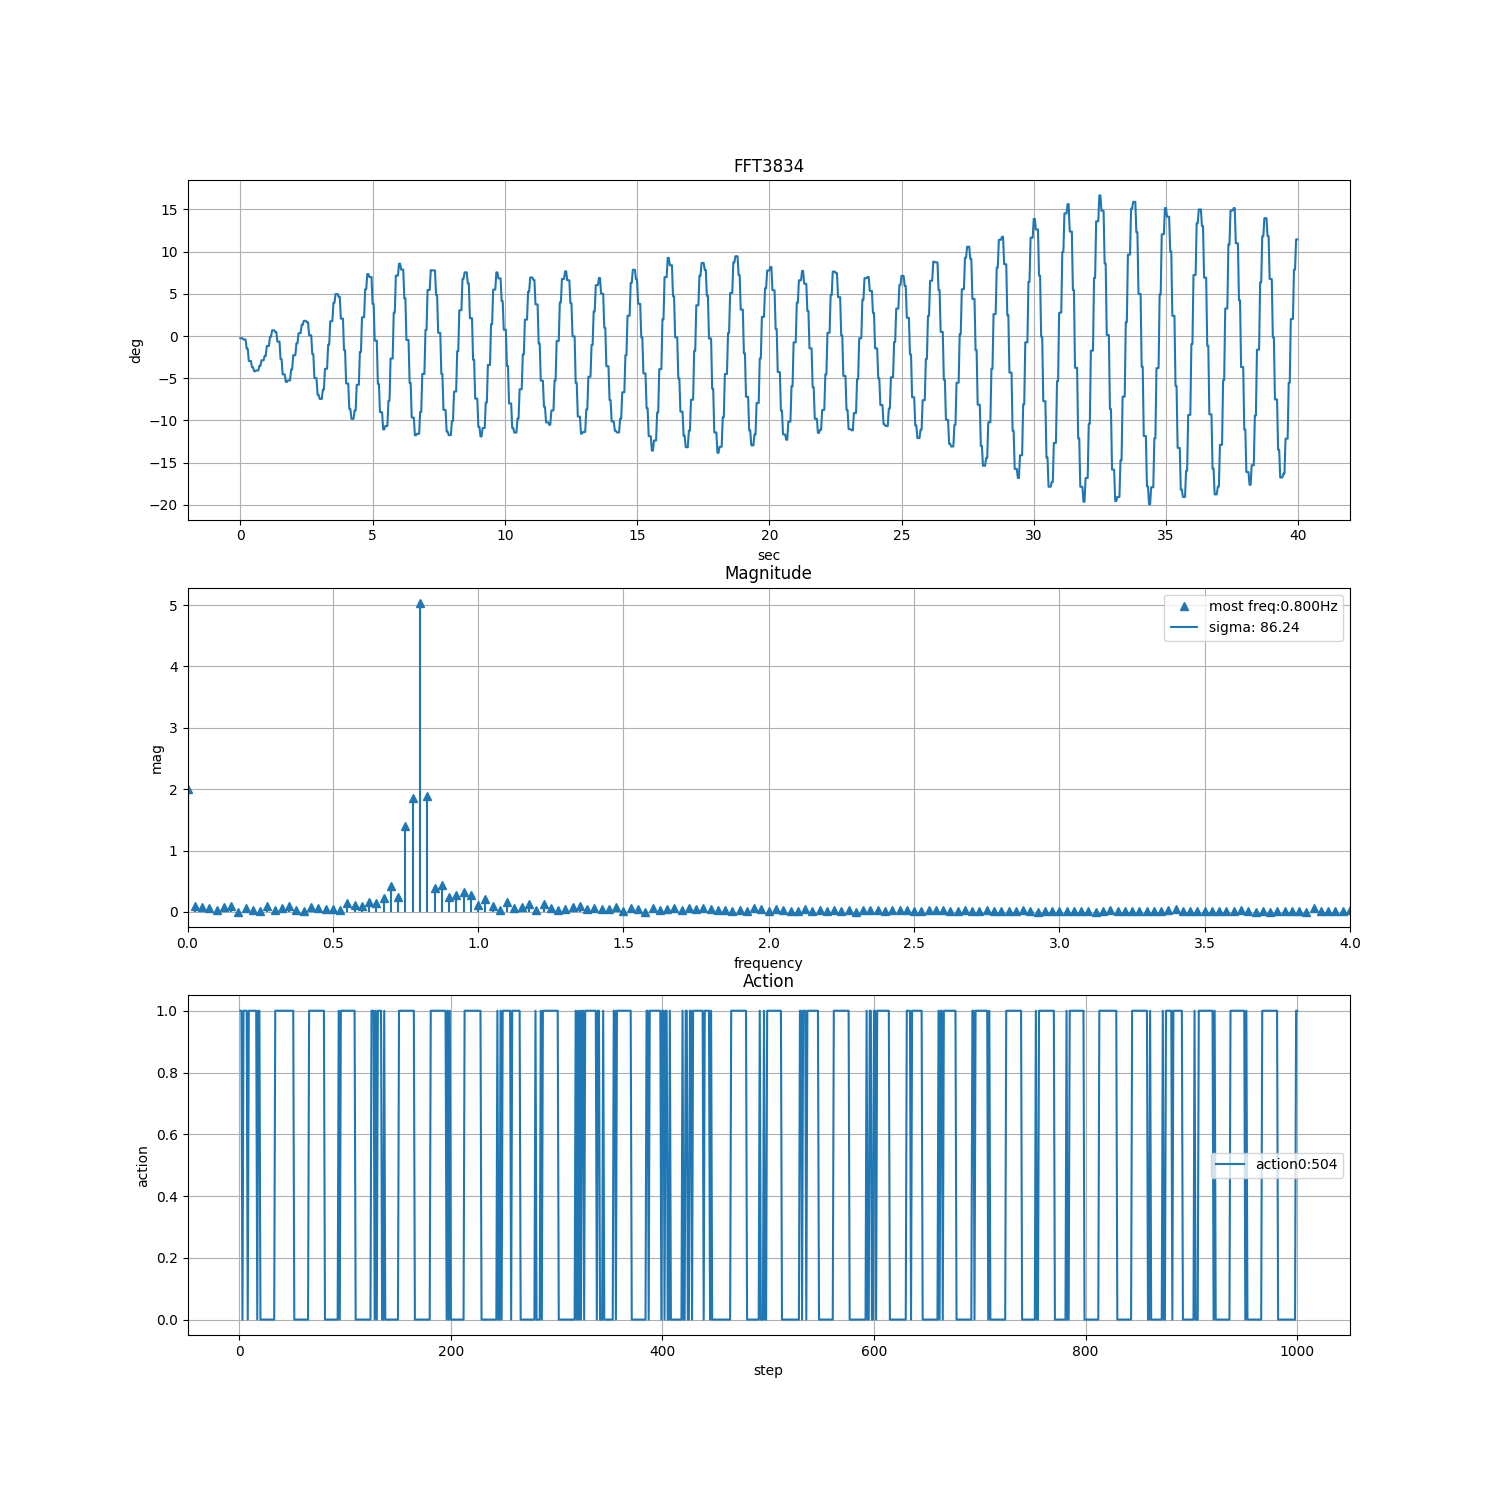 FFT3834
deg
15
10
5
0
−5
−10
−15
−20
0 5 10 15 20 25 30 35 40
sec
Magnitude
mag
5
4
3
2
1
0
most freq:0.800Hz
sigma: 86.24
0.0 0.5 1.0 1.5 2.0 2.5 3.0 3.5 4.0
frequency
Action
action
1.0
0.8
0.6
0.4
0.2
0.0
action0:504
0 200 400 600 800 1000
step